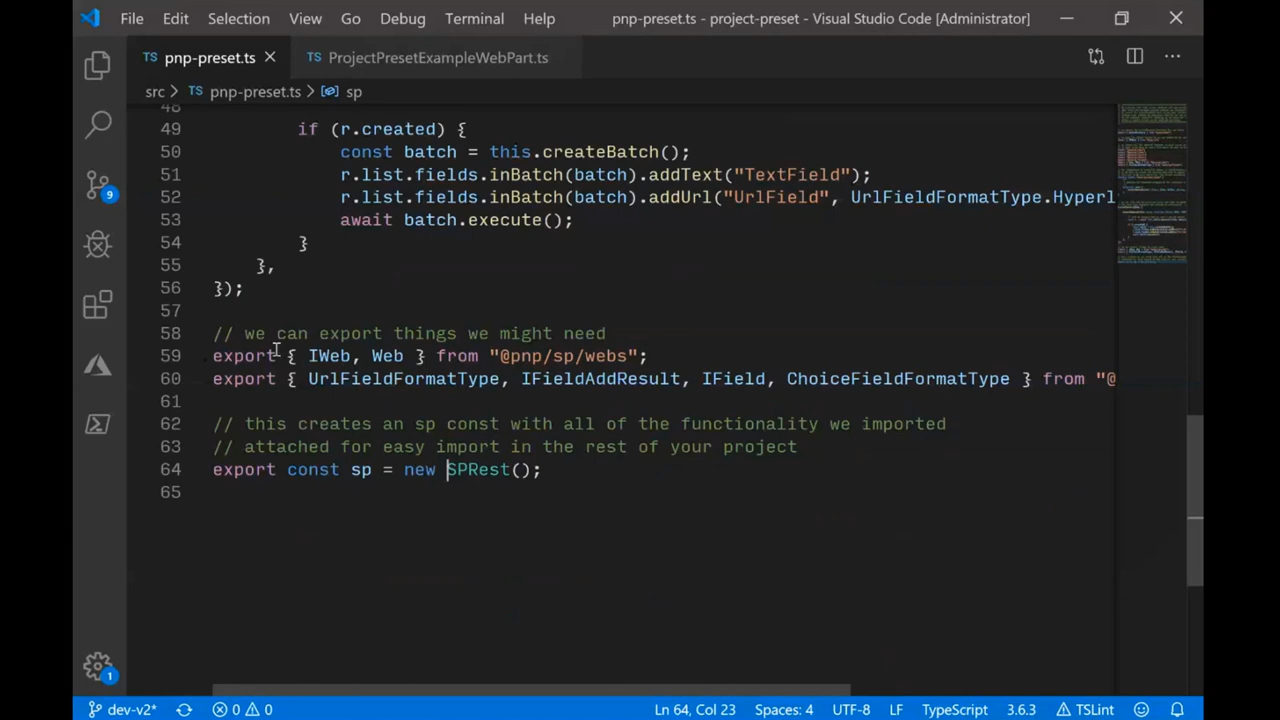 File Edit Selection View Go Debug Terminal Help pnp-preset.ts - project-preset - Visual Studio Code [Administrator]
TS pnp-preset.ts TS ProjectPresetExampleWebPart.ts
src > TS pnp-preset.ts > sp
48
49 if (r.created) {
50 const batch = this.createBatch();
51 r.list.fields.inBatch(batch).addText("TextField");
52 r.list.fields.inBatch(batch).addUrl("UrlField", UrlFieldFormatType.Hyperl
53 await batch.execute();
54 }
55 },
56 });
57
58 // we can export things we might need
59 export { IWeb, Web } from "@pnp/sp/webs";
60 export { UrlFieldFormatType, IFieldAddResult, IField, ChoiceFieldFormatType } from "@
61
62 // this creates an sp const with all of the functionality we imported
63 // attached for easy import in the rest of your project
64 export const sp = new SPRest();
65
9
1
dev-v2* 0 0 Ln 64, Col 23 Spaces: 4 UTF-8 LF TypeScript 3.6.3 TSLint